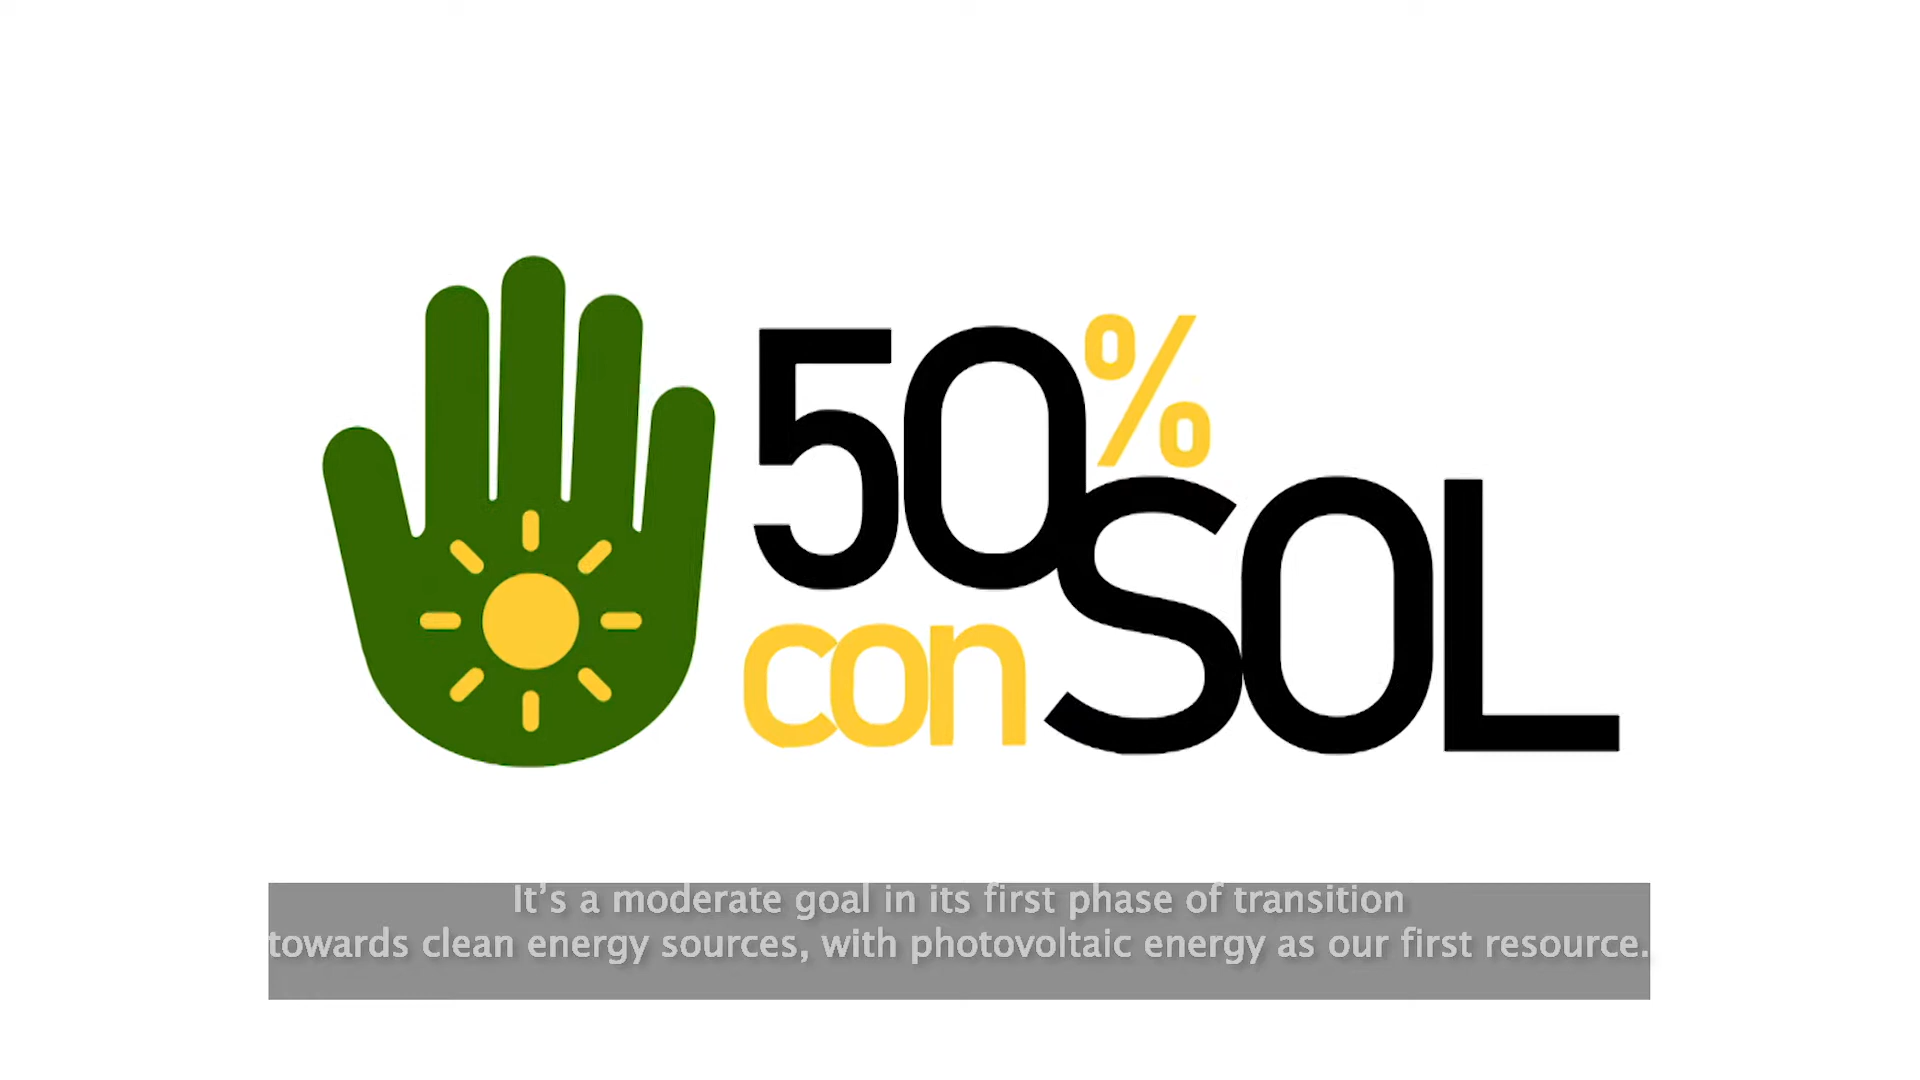 50%
con SOL
It’s a moderate goal in its first phase of transition
towards clean energy sources, with photovoltaic energy as our first resource.